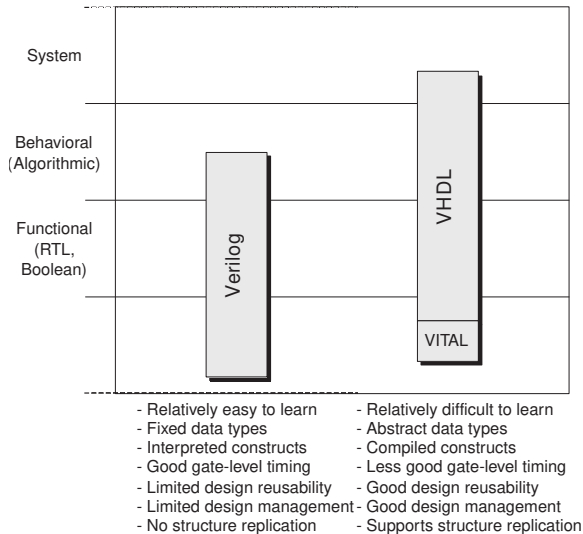 System
Behavioral
(Algorithmic)
Functional
(RTL,
Boolean)
Verilog
VHDL
VITAL
- Relatively easy to learn
- Fixed data types
- Interpreted constructs
- Good gate-level timing
- Limited design reusability
- Limited design management
- No structure replication
- Relatively difficult to learn
- Abstract data types
- Compiled constructs
- Less good gate-level timing
- Good design reusability
- Good design management
- Supports structure replication